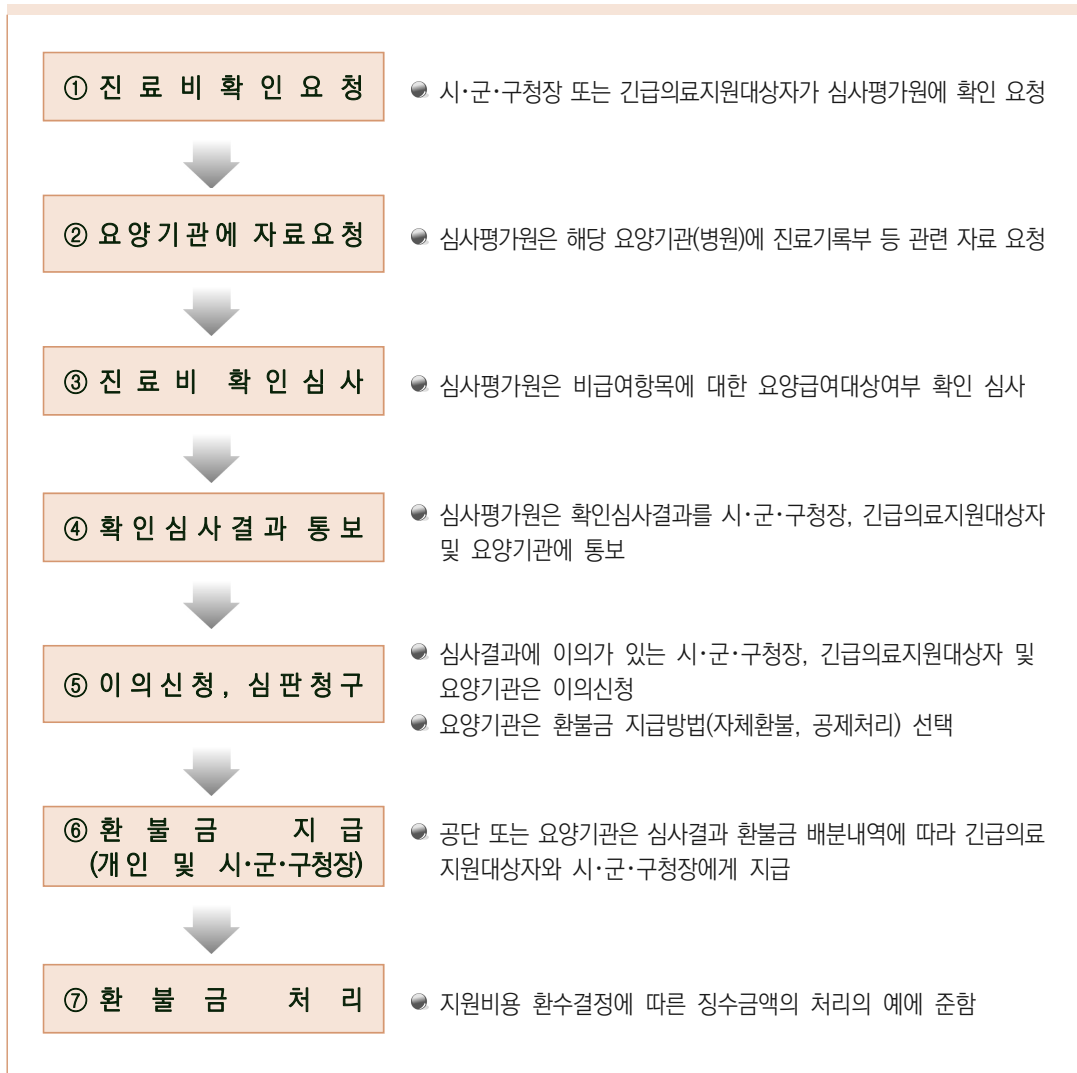 ① 진료비확인요청
● 시·군·구청장 또는 긴급의료지원대상자가 심사평가원에 확인 요청
② 요양기관에 자료요청
● 심사평가원은 해당 요양기관(병원)에 진료기록부 등 관련 자료 요청
③ 진료비 확인심사
● 심사평가원은 비급여항목에 대한 요양급여대상여부 확인 심사
④ 확인심사결과 통보
● 심사평가원은 확인심사결과를 시·군·구청장, 긴급의료지원대상자
및 요양기관에 통보
⑤ 이의신청, 심판청구
● 심사결과에 이의가 있는 시·군·구청장, 긴급의료지원대상자 및
요양기관은 이의신청
● 요양기관은 환불금 지급방법(자체환불, 공제처리) 선택
⑥ 환불금 지급
(개인 및 시·군·구청장)
● 공단 또는 요양기관은 심사결과 환불금 배분내역에 따라 긴급의료
지원대상자와 시·군·구청장에게 지급
⑦ 환불금 처리
● 지원비용 환수결정에 따른 징수금액의 처리의 예에 준함